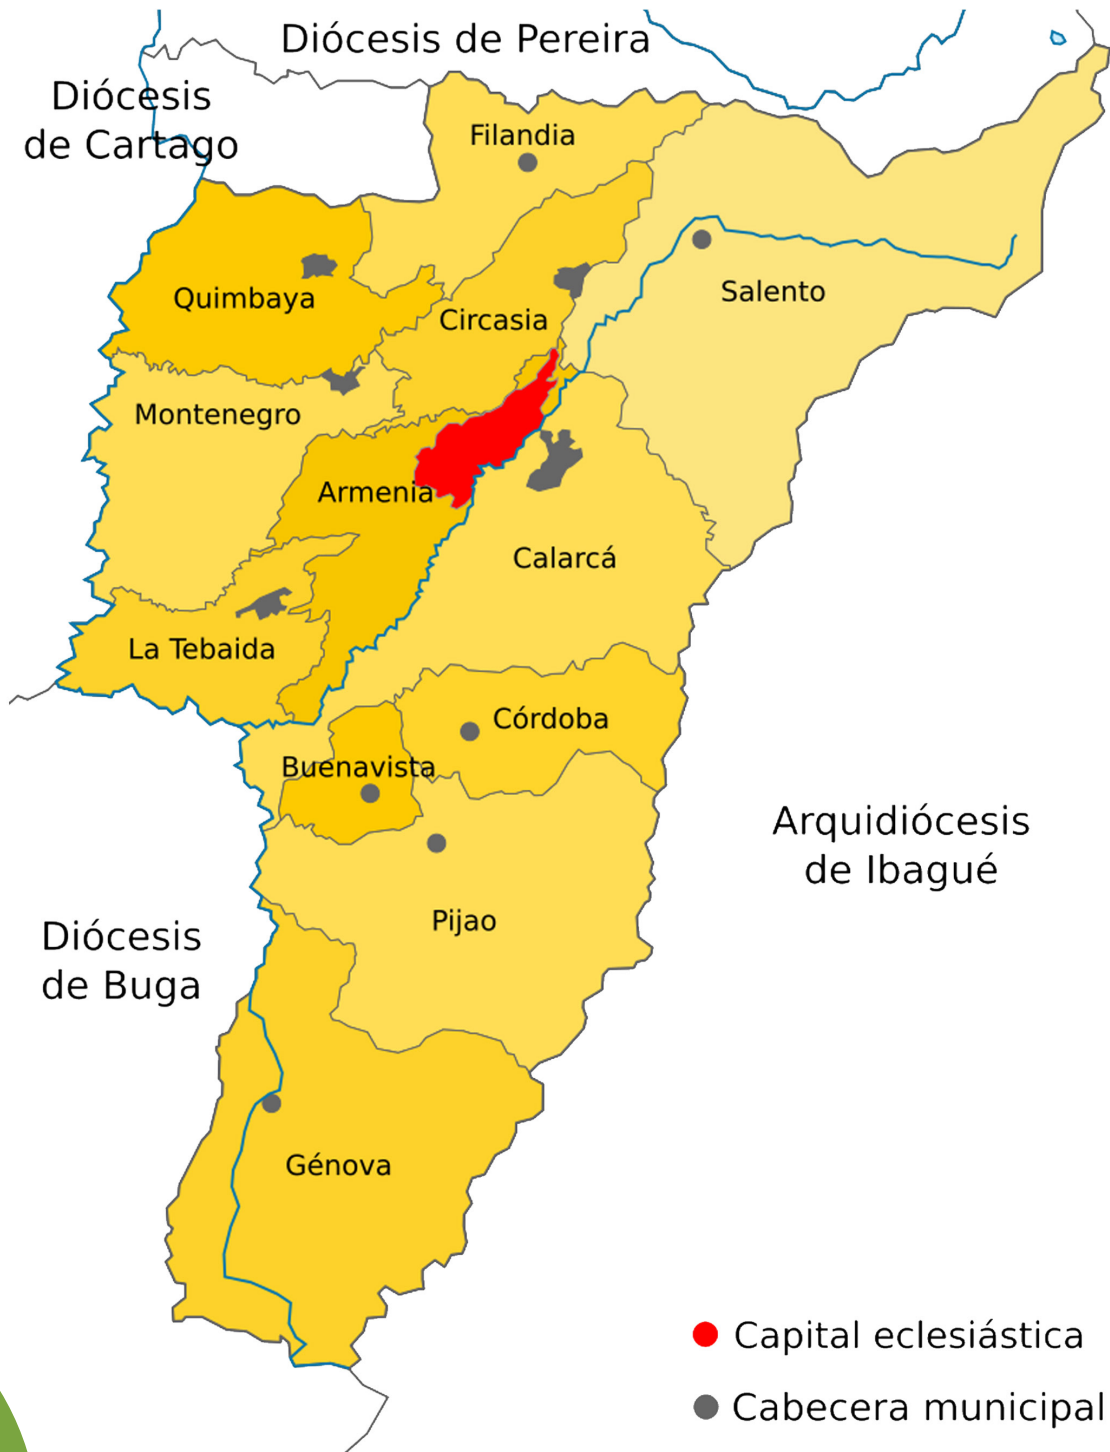 Diócesis de Pereira
Diócesis
de Cartago
Filandia
Salento
Quimbaya
Circasia
Montenegro
Armenia
Calarcá
La Tebaida
Córdoba
Buenavista
Arquidiócesis
de Ibagué
Pijao
Diócesis
de Buga
Génova
Capital eclesiástica
Cabecera municipal